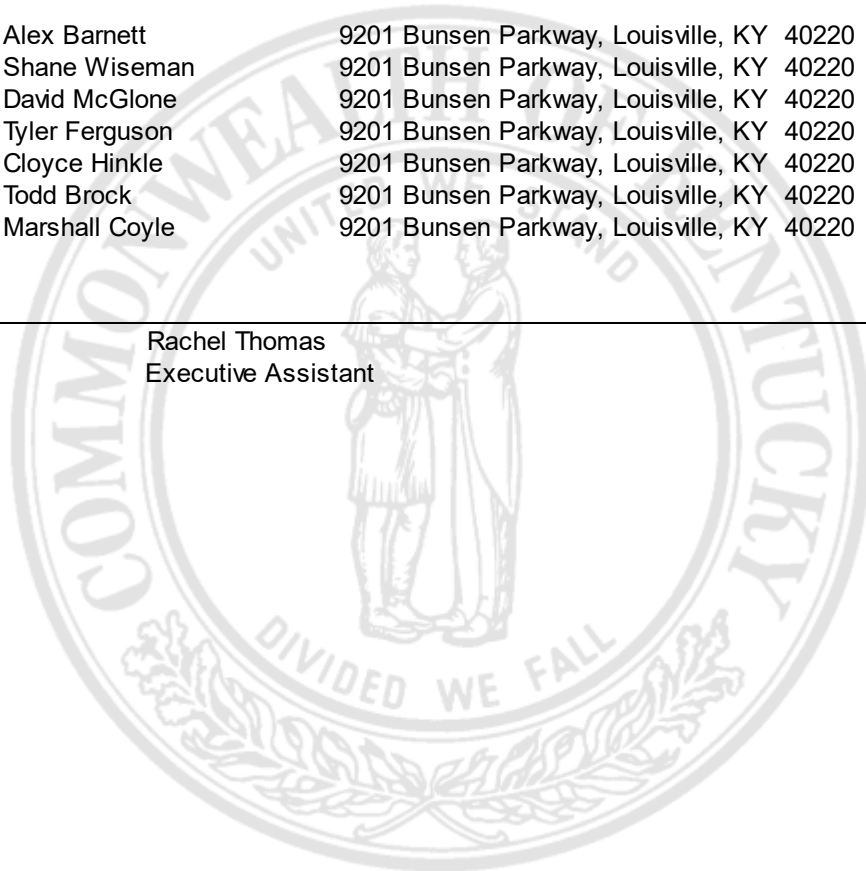 Alex Barnett 9201 Bunsen Parkway, Louisville, KY 40220
Shane Wiseman 9201 Bunsen Parkway, Louisville, KY 40220
David McGlone 9201 Bunsen Parkway, Louisville, KY 40220
Tyler Ferguson 9201 Bunsen Parkway, Louisville, KY 40220
Cloyce Hinkle 9201 Bunsen Parkway, Louisville, KY 40220
Todd Brock 9201 Bunsen Parkway, Louisville, KY 40220
Marshall Coyle 9201 Bunsen Parkway, Louisville, KY 40220
Rachel Thomas
Executive Assistant
COMMONWEALTH OF KENTUCKY
UNITED WE STAND
DIVIDED WE FALL